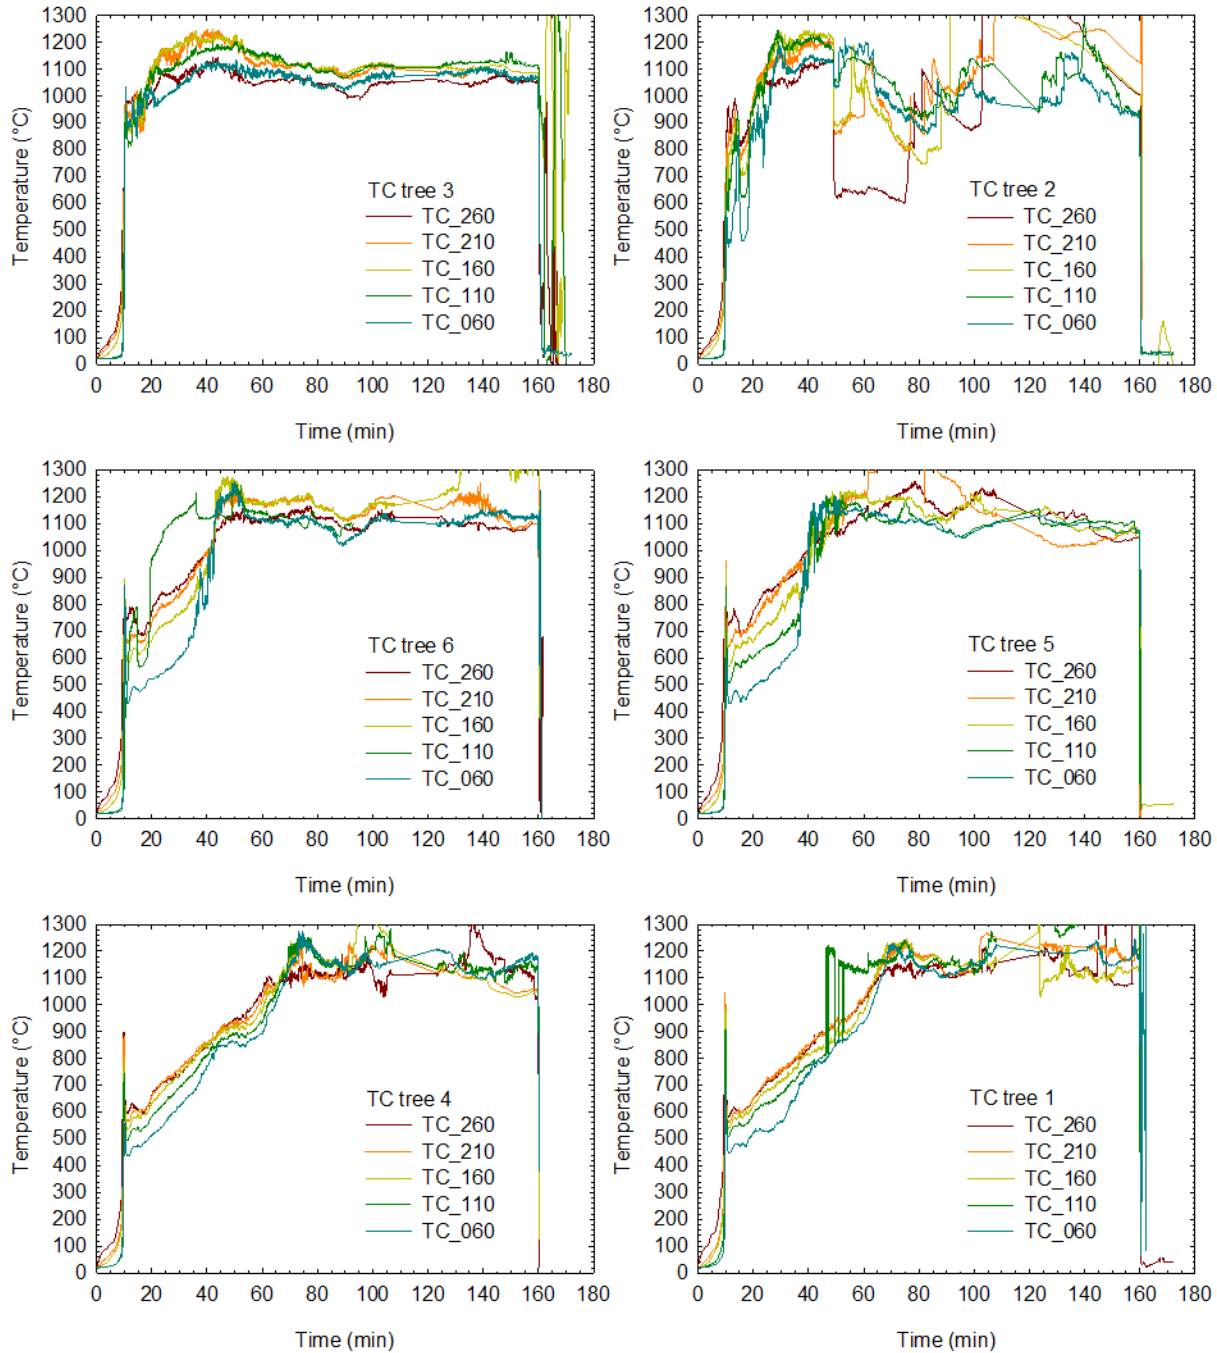 1300
1200
1100
1000
900
800
700
600
500
400
300
200
100
0
Temperature (°C)
TC tree 3
TC_260
TC_210
TC_160
TC_110
TC_060
0 20 40 60 80 100 120 140 160 180
Time (min)
1300
1200
1100
1000
900
800
700
600
500
400
300
200
100
0
Temperature (°C)
TC tree 2
TC_260
TC_210
TC_160
TC_110
TC_060
0 20 40 60 80 100 120 140 160 180
Time (min)
1300
1200
1100
1000
900
800
700
600
500
400
300
200
100
0
Temperature (°C)
TC tree 6
TC_260
TC_210
TC_160
TC_110
TC_060
0 20 40 60 80 100 120 140 160 180
Time (min)
1300
1200
1100
1000
900
800
700
600
500
400
300
200
100
0
Temperature (°C)
TC tree 5
TC_260
TC_210
TC_160
TC_110
TC_060
0 20 40 60 80 100 120 140 160 180
Time (min)
1300
1200
1100
1000
900
800
700
600
500
400
300
200
100
0
Temperature (°C)
TC tree 4
TC_260
TC_210
TC_160
TC_110
TC_060
0 20 40 60 80 100 120 140 160 180
Time (min)
1300
1200
1100
1000
900
800
700
600
500
400
300
200
100
0
Temperature (°C)
TC tree 1
TC_260
TC_210
TC_160
TC_110
TC_060
0 20 40 60 80 100 120 140 160 180
Time (min)